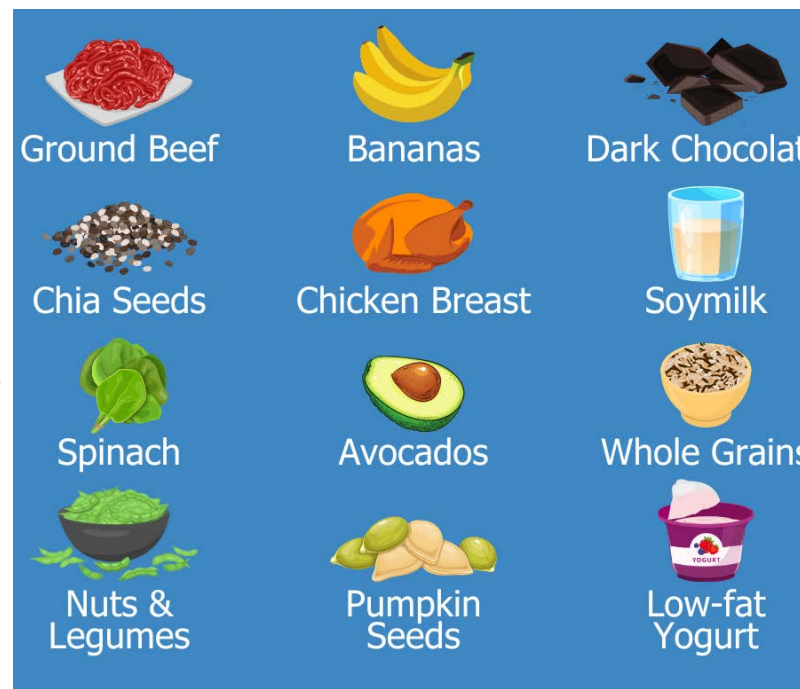 Ground Beef
Bananas
Dark Chocolat
Chia Seeds
Chicken Breast
Soymilk
Spinach
Avocados
Whole Grains
Nuts &
Legumes
Pumpkin
Seeds
YOGURT
Low-fat
Yogurt